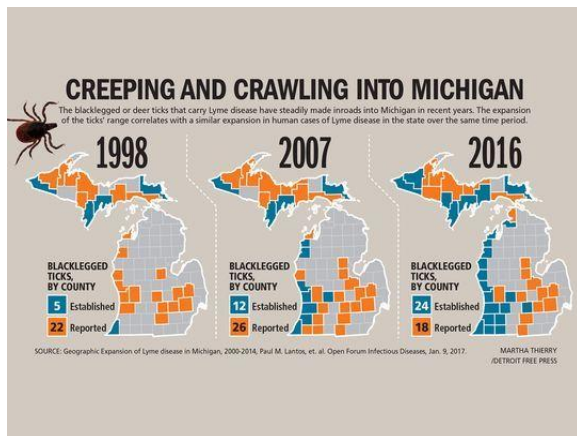 CREEPING AND CRAWLING INTO MICHIGAN
The blacklegged or deer ticks that carry Lyme disease have steadily made inroads into Michigan in recent years. The expansion
of the ticks' range correlates with a similar expansion in human cases of Lyme disease in the state over the same time period.
1998
2007
2016
BLACKLEGGED
TICKS,
BY COUNTY
5 Established
22 Reported
BLACKLEGGED
TICKS,
BY COUNTY
12 Established
26 Reported
BLACKLEGGED
TICKS,
BY COUNTY
24 Established
18 Reported
SOURCE: Geographic Expansion of Lyme disease in Michigan, 2000-2014, Paul M. Lantos, et. al. Open Forum Infectious Diseases, Jan. 9, 2017.
MARTHA THIERRY
/DETROIT FREE PRESS